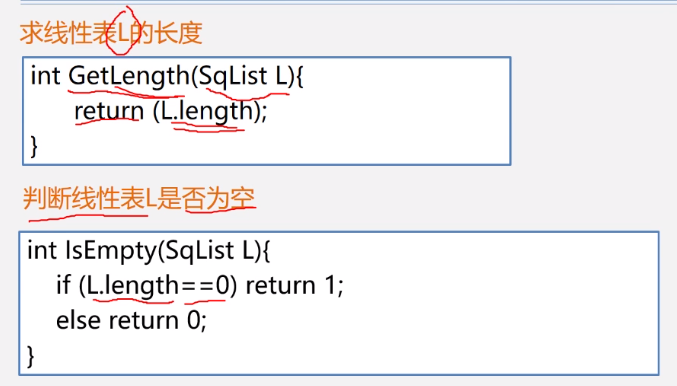 求线性表L的长度
int GetLength(SqList L){
return (L.length);
}
判断线性表L是否为空
int IsEmpty(SqList L){
if (L.length==0) return 1;
else return 0;
}